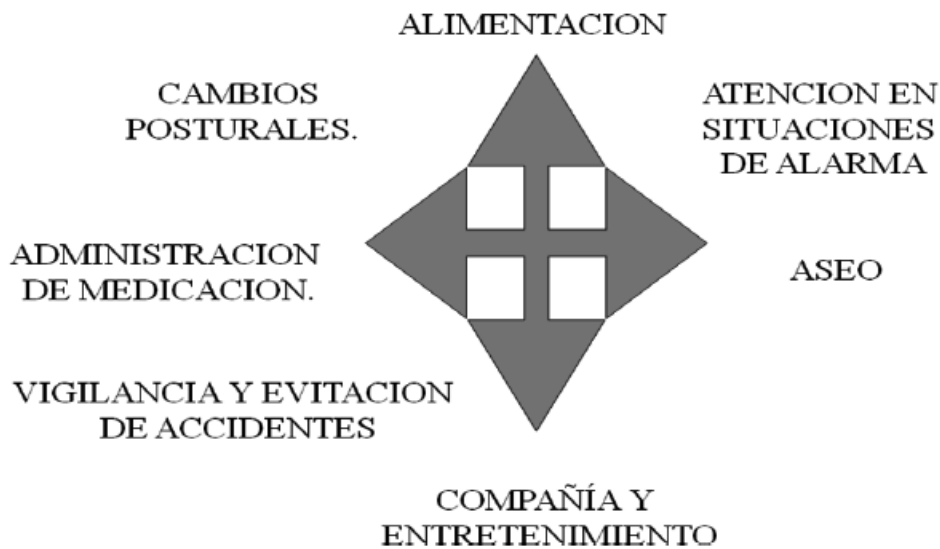 ALIMENTACION
CAMBIOS
POSTURALES.
ATENCION EN
SITUACIONES
DE ALARMA
ADMINISTRACION
DE MEDICACION.
ASEO
VIGILANCIA Y EVITACION
DE ACCIDENTES
COMPAÑÍA Y
ENTRETENIMIENTO